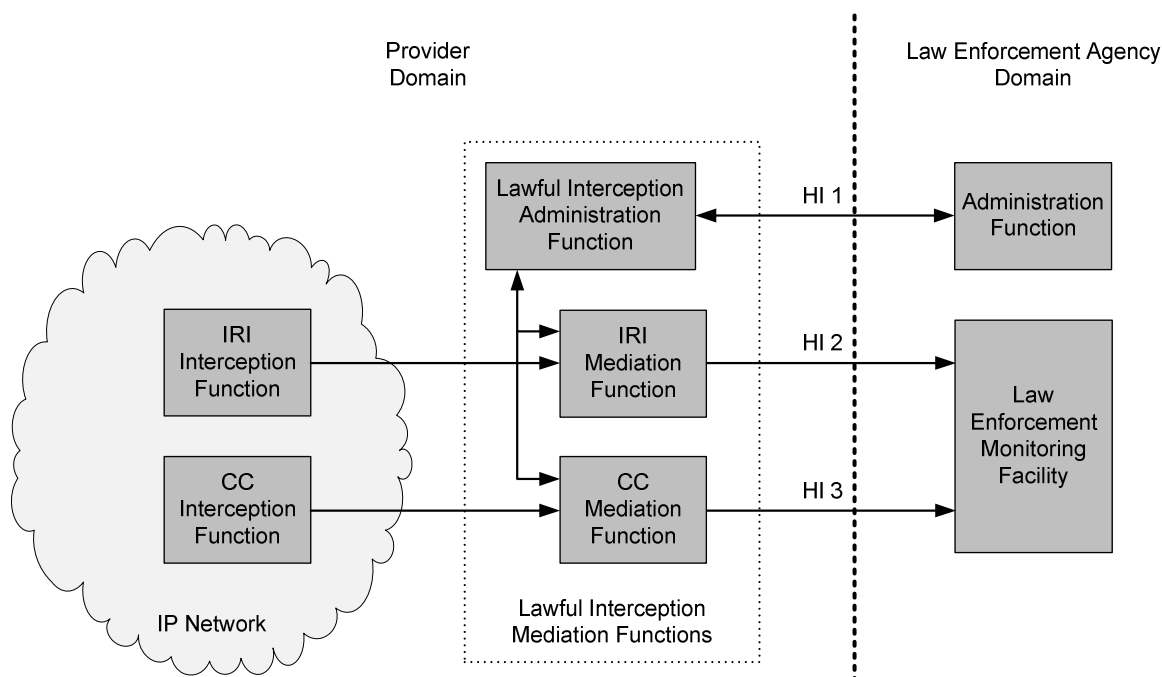 Provider
Domain
Law Enforcement Agency
Domain
Lawful Interception
Administration
Function
HI 1
Administration
Function
IRI
Interception
Function
IRI
Mediation
Function
HI 2
Law
Enforcement
Monitoring
Facility
CC
Interception
Function
CC
Mediation
Function
HI 3
IP Network
Lawful Interception
Mediation Functions